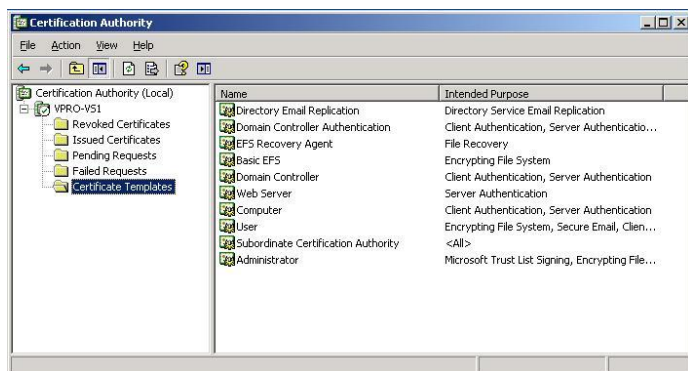 Certification Authority
File Action View Help
Certification Authority (Local)
VPRO-VS1
Revoked Certificates
Issued Certificates
Pending Requests
Failed Requests
Certificate Templates
Name Intended Purpose
Directory Email Replication Directory Service Email Replication
Domain Controller Authentication Client Authentication, Server Authenticatio...
EFS Recovery Agent File Recovery
Basic EFS Encrypting File System
Domain Controller Client Authentication, Server Authentication
Web Server Server Authentication
Computer Client Authentication, Server Authentication
User Encrypting File System, Secure Email, Clien...
Subordinate Certification Authority <All>
Administrator Microsoft Trust List Signing, Encrypting File...